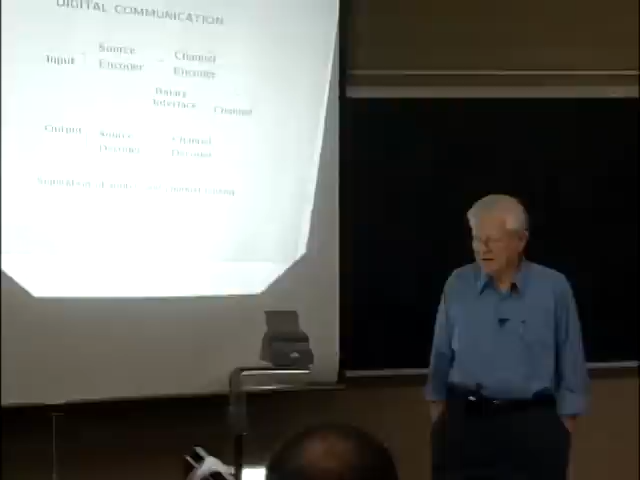 DIGITAL COMMUNICATION
Source Channel
Input Encoder Encoder
Binary
Interface Channel
Output Source Channel
Decoder Decoder